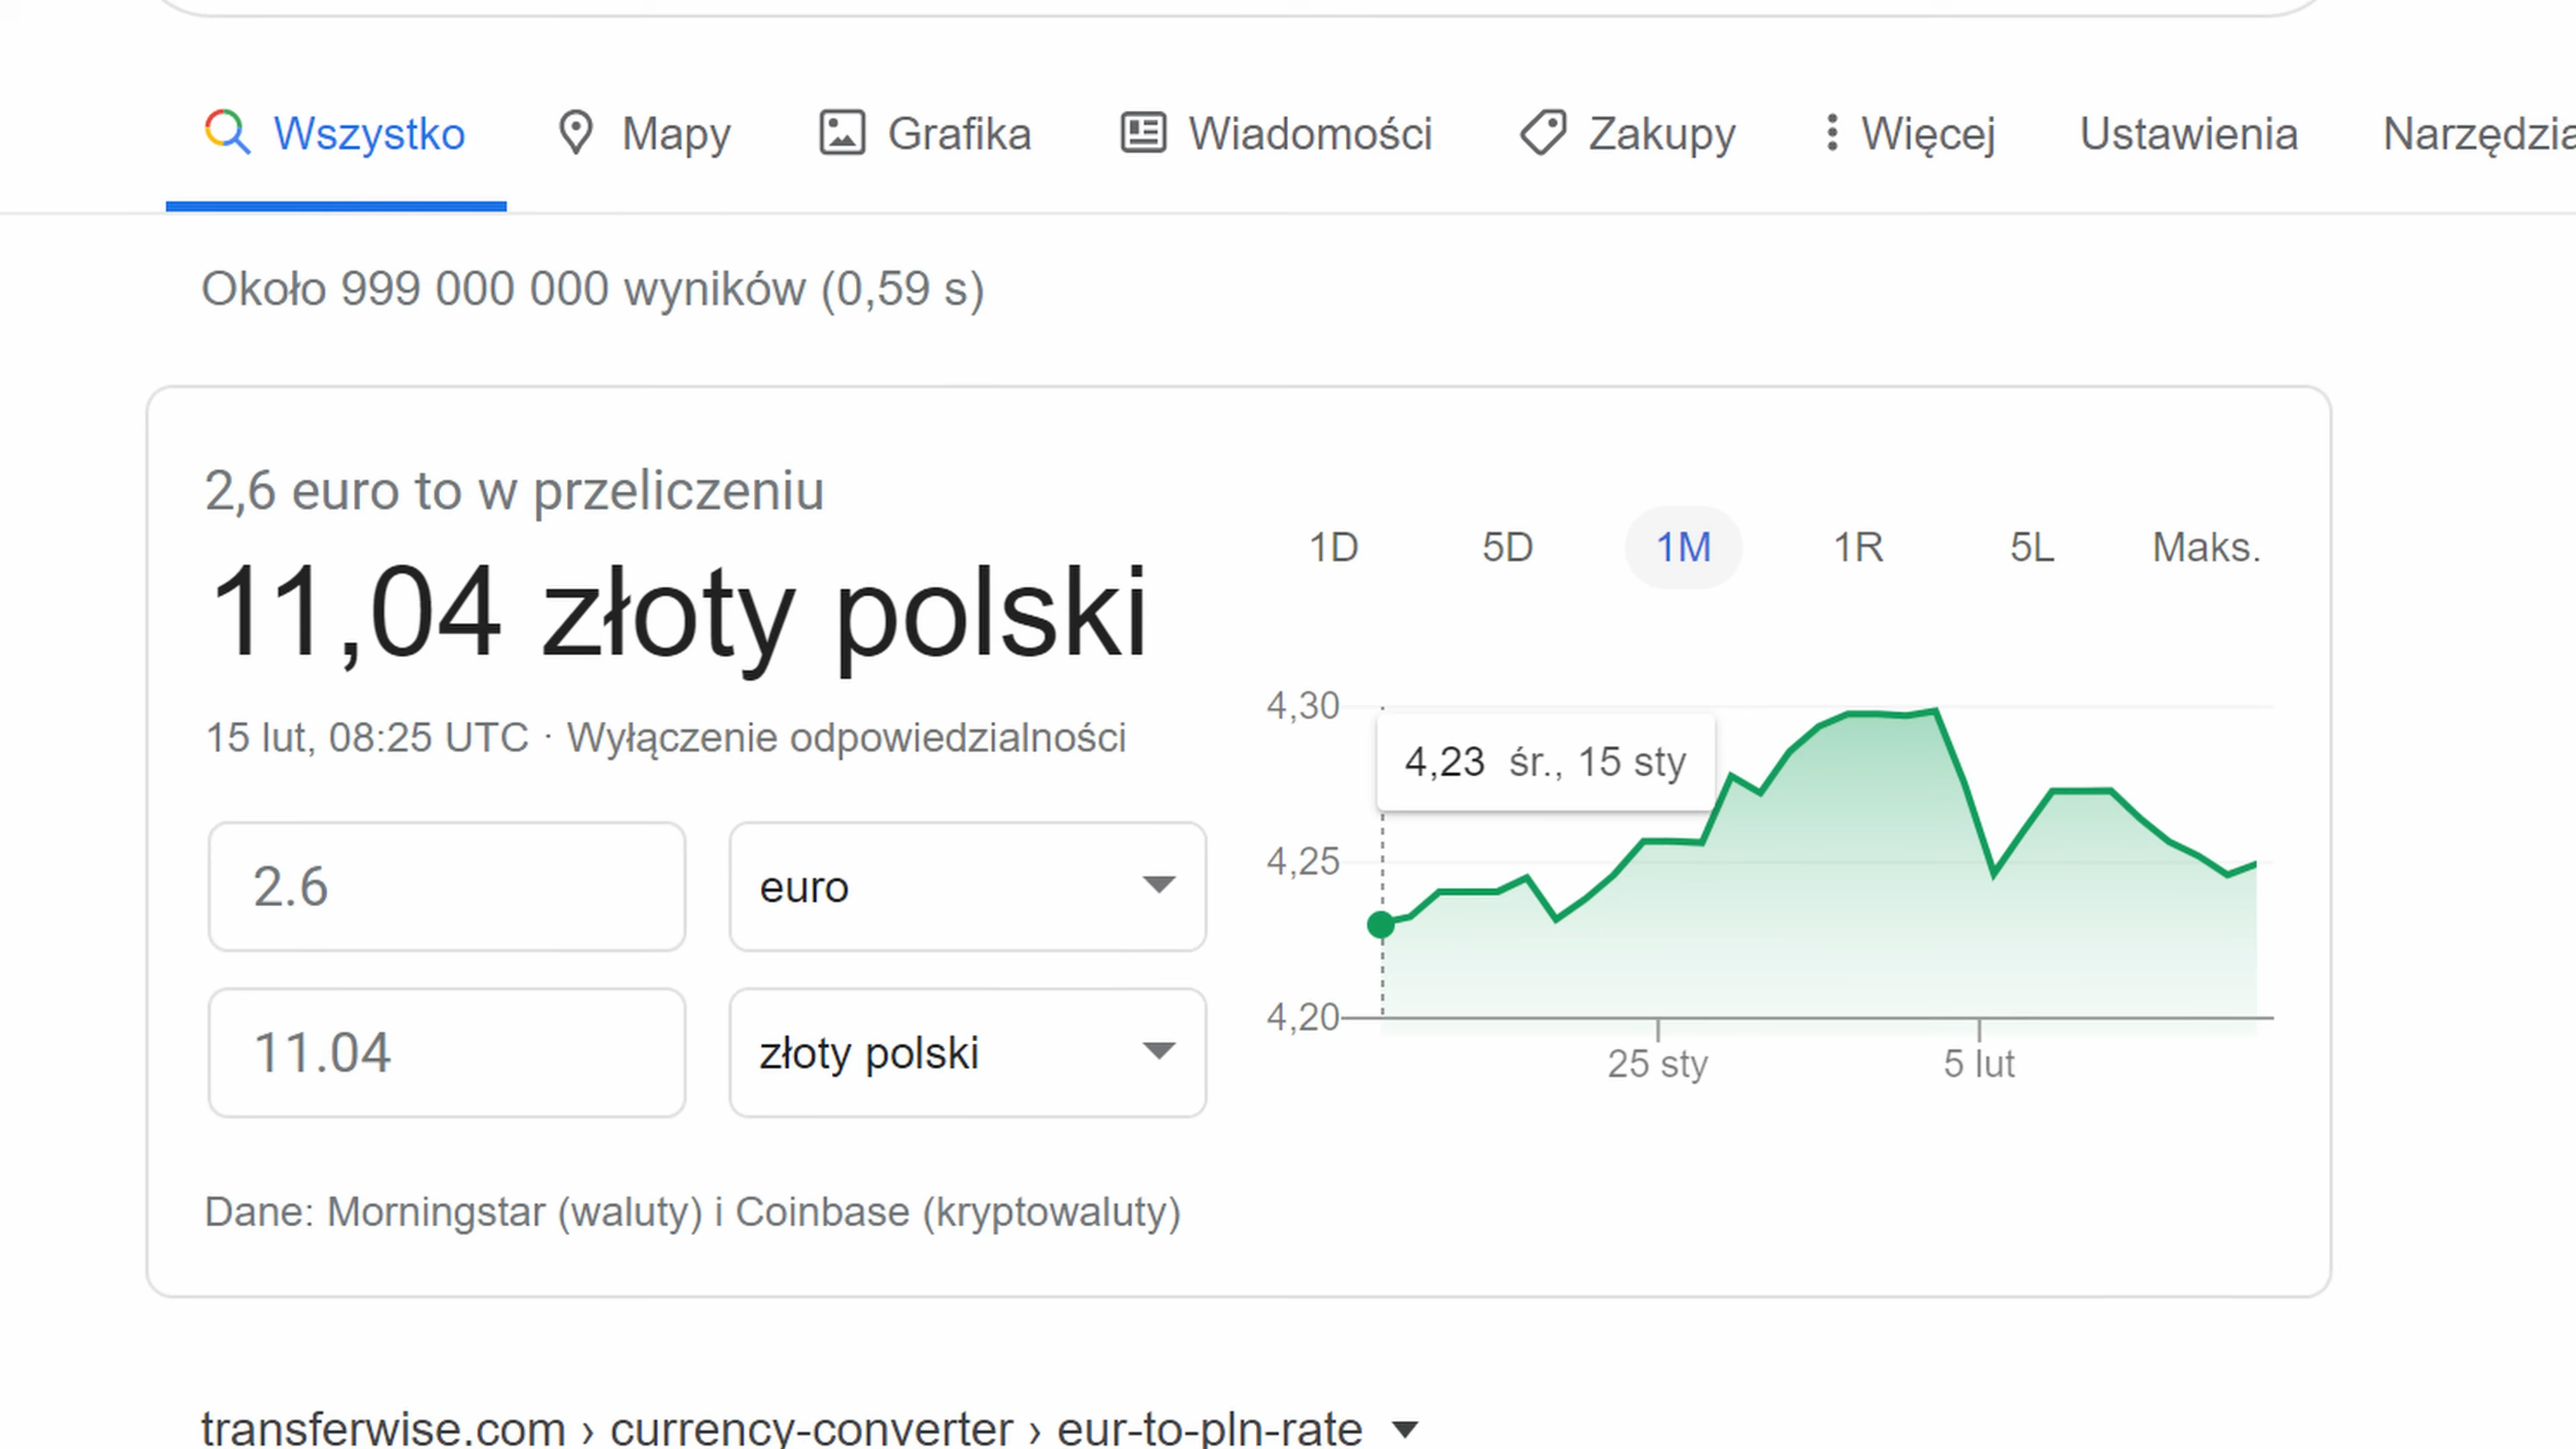 Wszystko Mapy Grafika Wiadomości Zakupy Więcej Ustawienia Narzędzia
Około 999 000 000 wyników (0,59 s)
2,6 euro to w przeliczeniu
11,04 złoty polski
15 lut, 08:25 UTC · Wyłączenie odpowiedzialności
2.6 euro
11.04 złoty polski
Dane: Morningstar (waluty) i Coinbase (kryptowaluty)
1D 5D 1M 1R 5L Maks.
4,30
4,23 śr., 15 sty
4,25
4,20
25 sty 5 lut
transferwise.com › currency-converter › eur-to-pln-rate